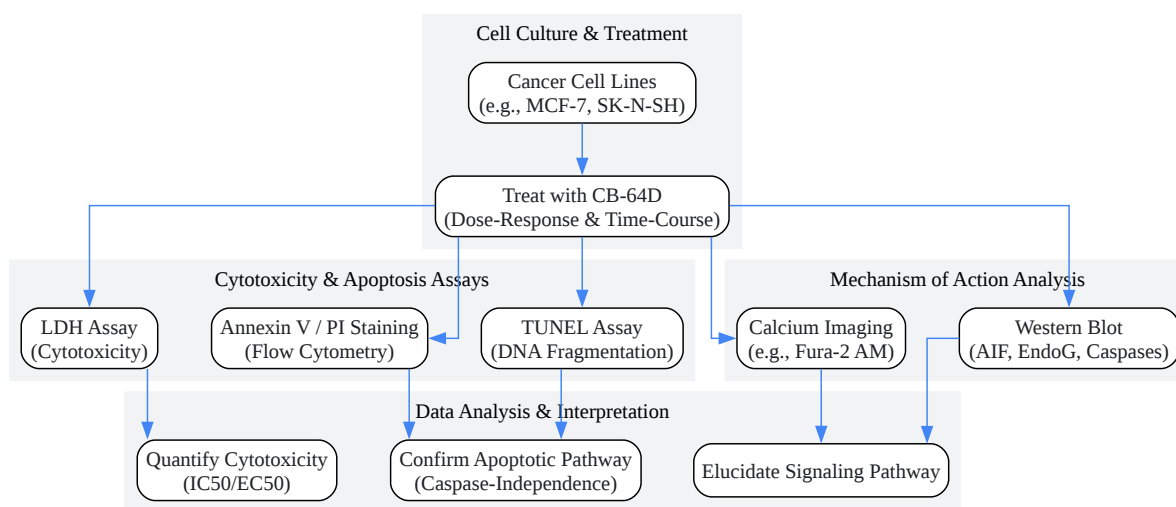 Cell Culture & Treatment
Cancer Cell Lines
(e.g., MCF-7, SK-N-SH)
Treat with CB-64D
(Dose-Response & Time-Course)
Cytotoxicity & Apoptosis Assays
Mechanism of Action Analysis
LDH Assay
(Cytotoxicity)
Annexin V / PI Staining
(Flow Cytometry)
TUNEL Assay
(DNA Fragmentation)
Calcium Imaging
(e.g., Fura-2 AM)
Western Blot
(AIF, EndoG, Caspases)
Data Analysis & Interpretation
Quantify Cytotoxicity
(IC50/EC50)
Confirm Apoptotic Pathway
(Caspase-Independence)
Elucidate Signaling Pathway